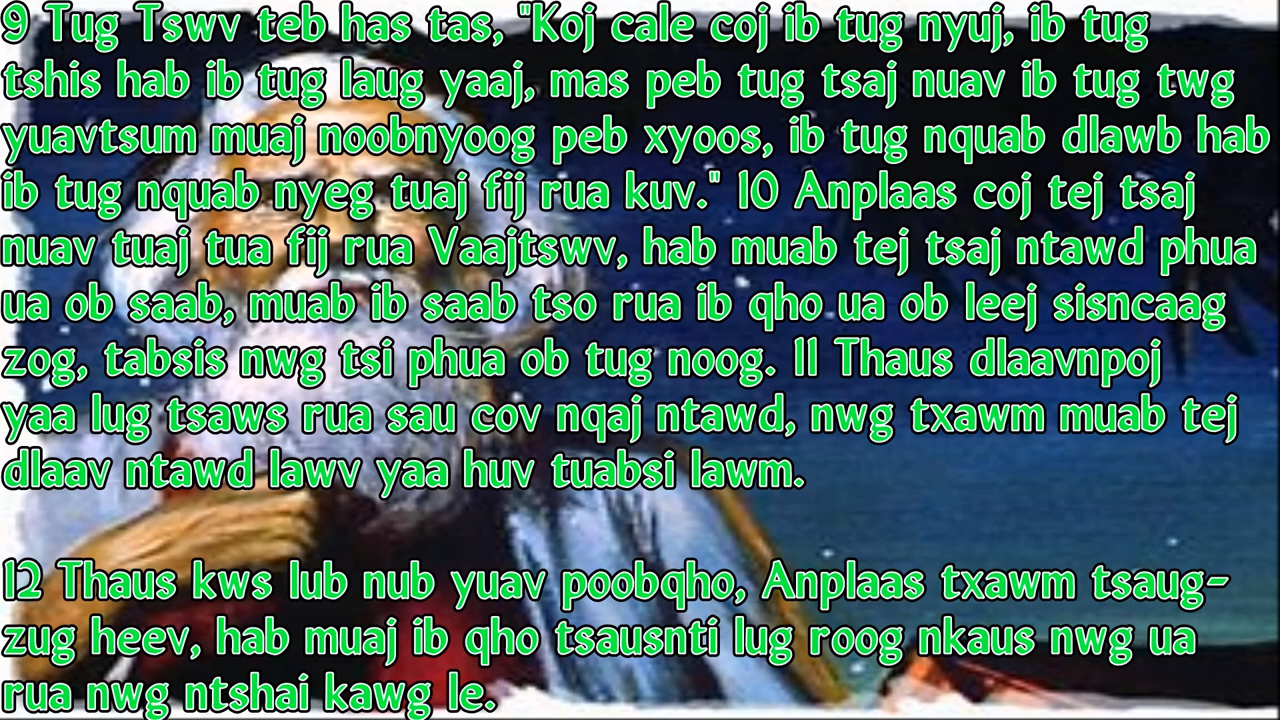 9 Tug Tswv teb has tas, "Koj cale coj ib tug nyuj, ib tug
tshis hab ib tug laug yaaj, mas peb tug tsaj nuav ib tug twg
yuavtsum muaj noobnyoog peb xyoos, ib tug nquab dlawb hab
ib tug nquab nyeg tuaj fij rua kuv." 10 Anplaas coj tej tsaj
nuav tuaj tua fij rua Vaajtswv, hab muab tej tsaj ntawd phua
ua ob saab, muab ib saab tso rua ib qho ua ob leej sisncaag
zog, tabsis nwg tsi phua ob tug noog. 11 Thaus dlaavnpoj
yaa lug tsaws rua sau cov nqaj ntawd, nwg txawm muab tej
dlaav ntawd lawv yaa huv tuabsi lawm.
12 Thaus kws lub nub yuav poobqho, Anplaas txawm tsaug-
zug heev, hab muaj ib qho tsausnti lug roog nkaus nwg ua
rua nwg ntshai kawg le.